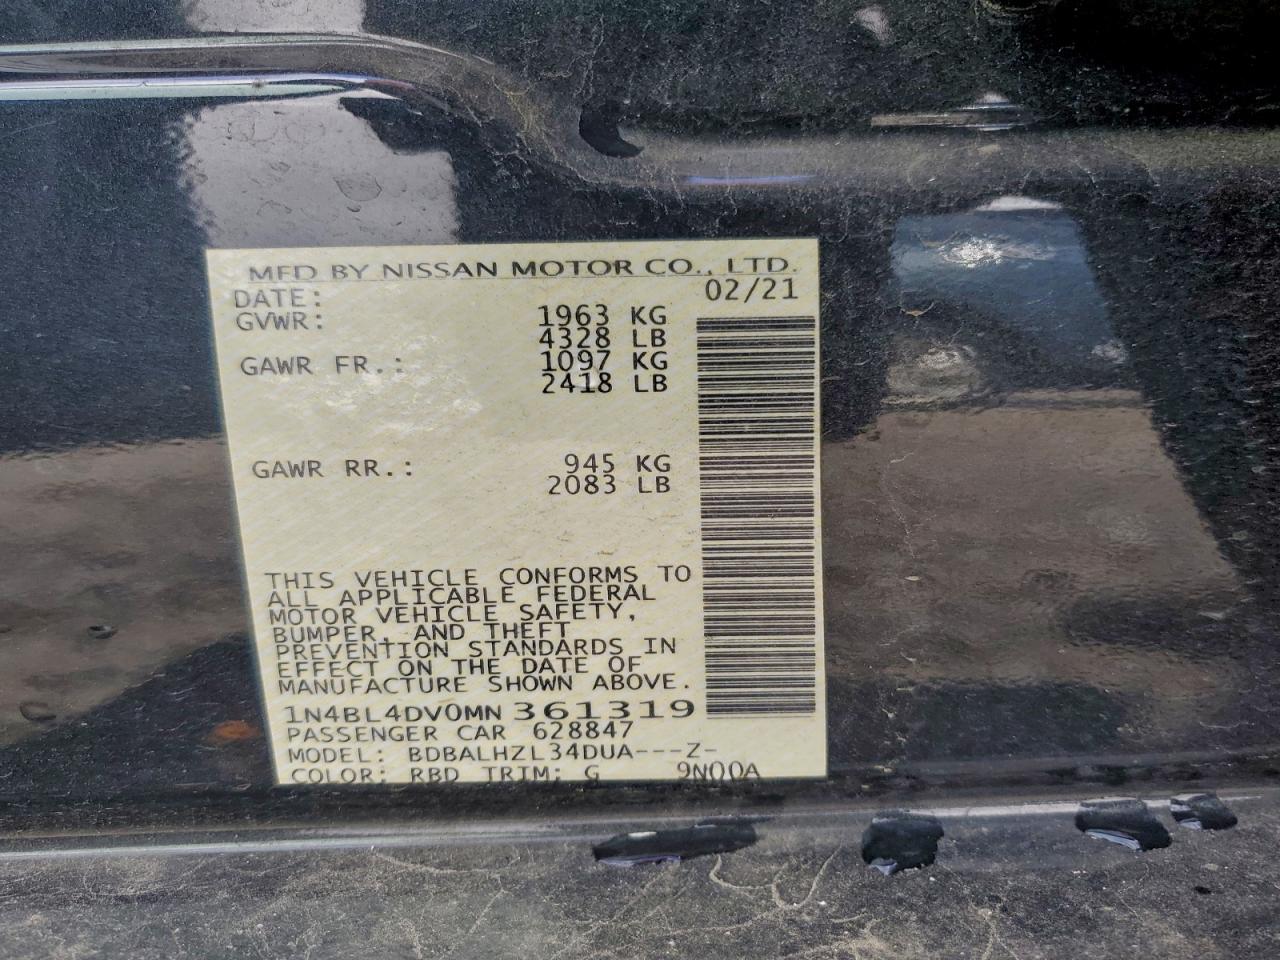 MFD BY NISSAN MOTOR CO., LTD.
DATE: 02/21
GVWR: 1963 KG
4328 LB
GAWR FR.: 1097 KG
2418 LB
GAWR RR.: 945 KG
2083 LB
THIS VEHICLE CONFORMS TO
ALL APPLICABLE FEDERAL
MOTOR VEHICLE SAFETY,
BUMPER, AND THEFT
PREVENTION STANDARDS IN
EFFECT ON THE DATE OF
MANUFACTURE SHOWN ABOVE.
1N4BL4DV0MN 361319
PASSENGER CAR 628847
MODEL: BDBALHZL34DUA---Z-
COLOR: RBD TRIM: G 9N00A